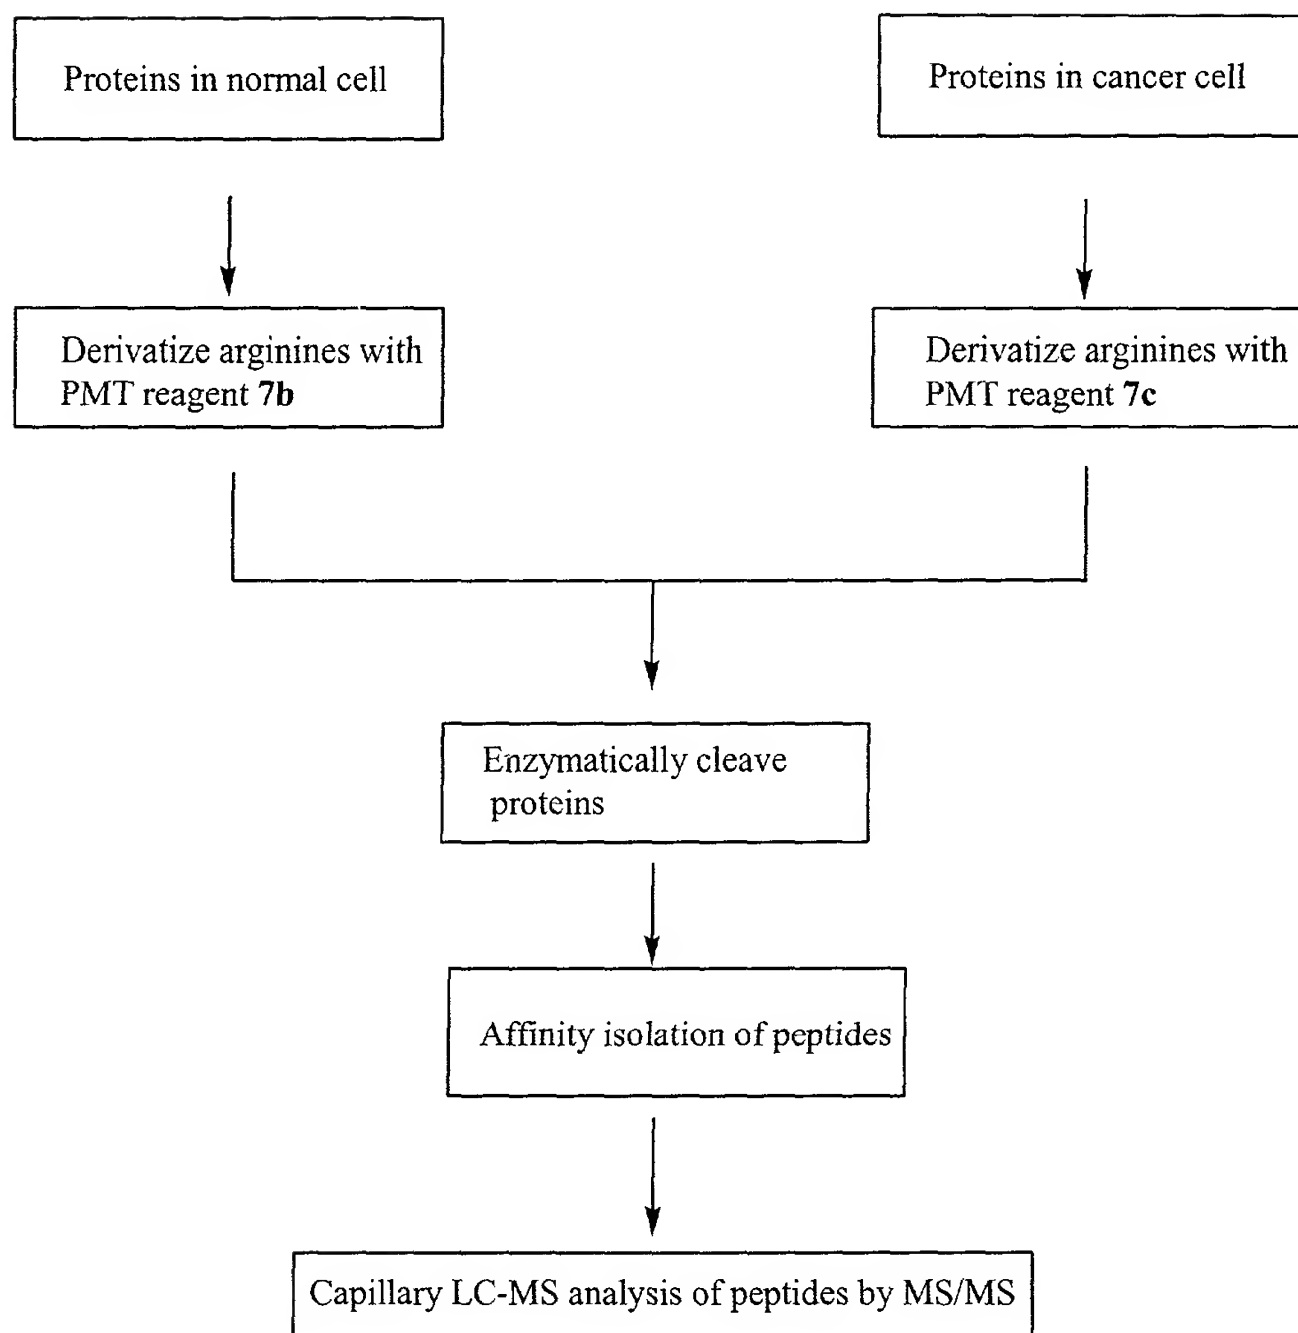 Proteins in normal cell
Proteins in cancer cell
Derivatize arginines with
PMT reagent 7b
Derivatize arginines with
PMT reagent 7c
Enzymatically cleave
proteins
Affinity isolation of peptides
Capillary LC-MS analysis of peptides by MS/MS